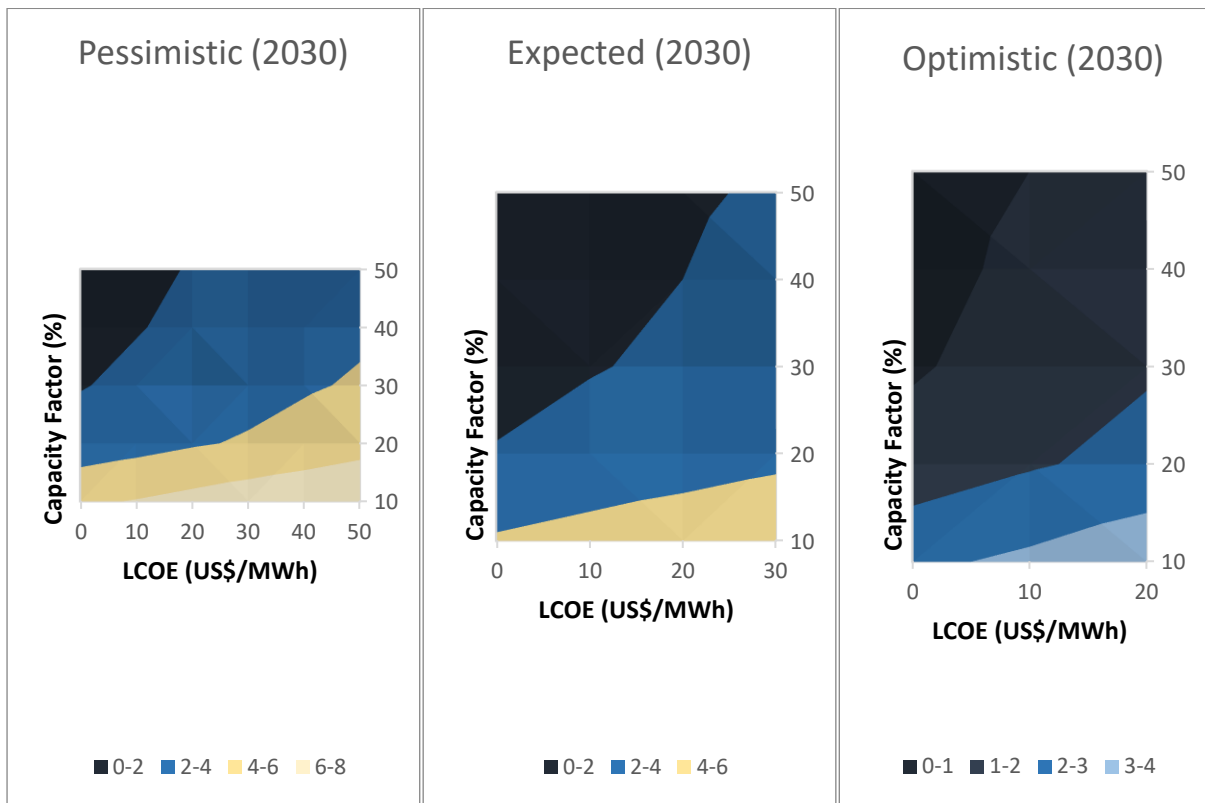 Pessimistic (2030)
Capacity Factor (%)
50
40
30
20
10
0 10 20 30 40 50
LCOE (US$/MWh)
0-2 2-4 4-6 6-8
Expected (2030)
Capacity Factor (%)
50
40
30
20
10
0 10 20 30
LCOE (US$/MWh)
0-2 2-4 4-6
Optimistic (2030)
Capacity Factor (%)
50
40
30
20
10
0 10 20
LCOE (US$/MWh)
0-1 1-2 2-3 3-4